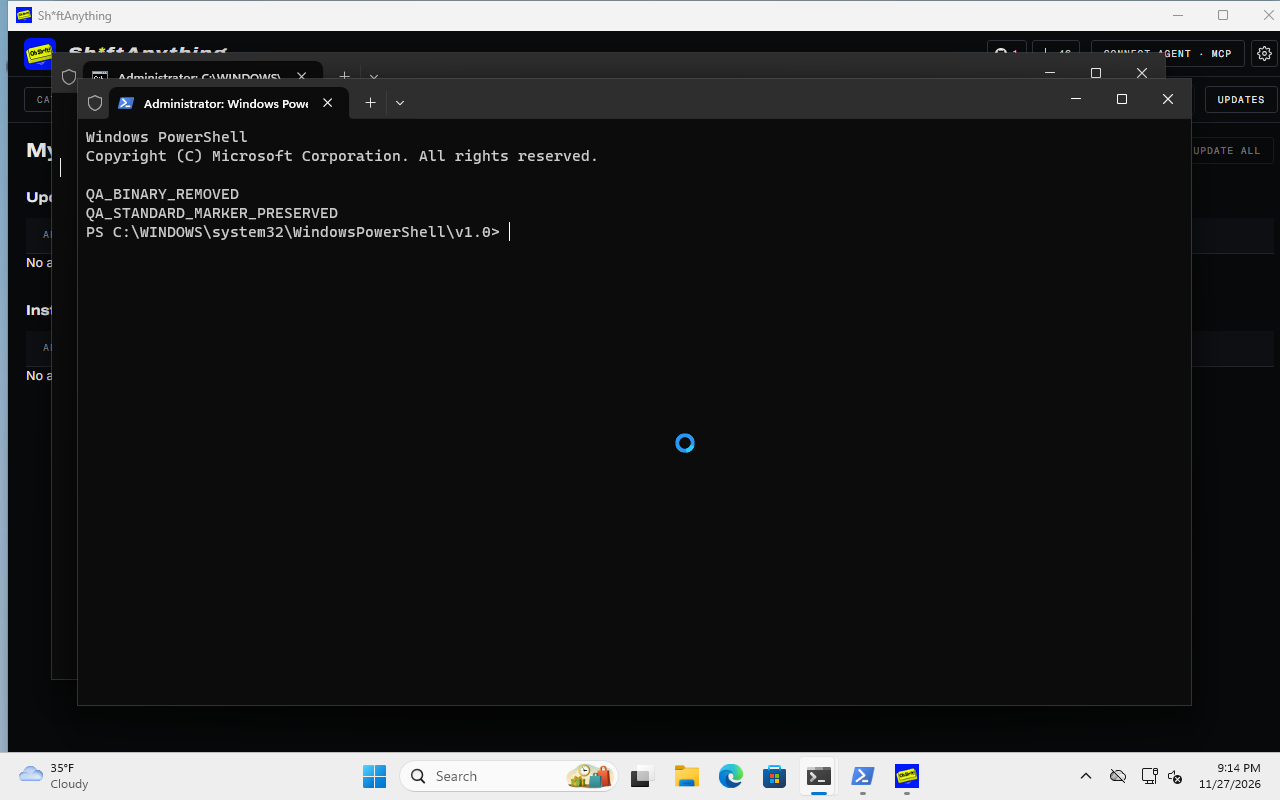 Sh*ftAnything
Sh*ftAnything
CONNECT AGENT · MCP
Administrator: C:\WINDOWS\
Administrator: Windows Powe
UPDATES
Windows PowerShell
Copyright (C) Microsoft Corporation. All rights reserved.
My
UPDATE ALL
QA_BINARY_REMOVED
QA_STANDARD_MARKER_PRESERVED
PS C:\WINDOWS\system32\WindowsPowerShell\v1.0>
No a
No a
35°F
Cloudy
Search
9:14 PM
11/27/2026